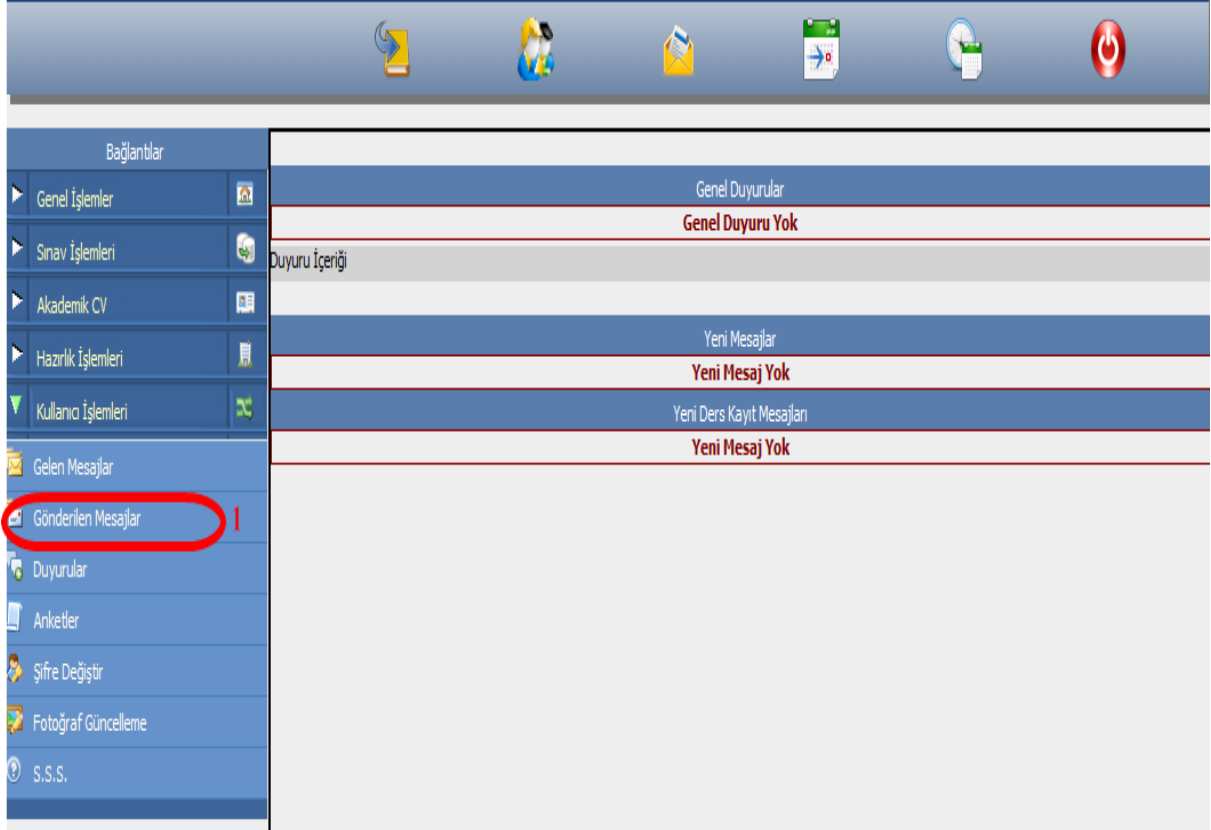 Bağlantılar
Genel İşlemler
Sınav İşlemleri
Akademik CV
Hazırlık İşlemleri
Kullanıcı İşlemleri
Gelen Mesajlar
Gönderilen Mesajlar 1
Duyurular
Anketler
Şifre Değiştir
Fotoğraf Güncelleme
S.S.S.
Genel Duyurular
Genel Duyuru Yok
Duyuru İçeriği
Yeni Mesajlar
Yeni Mesaj Yok
Yeni Ders Kayıt Mesajları
Yeni Mesaj Yok